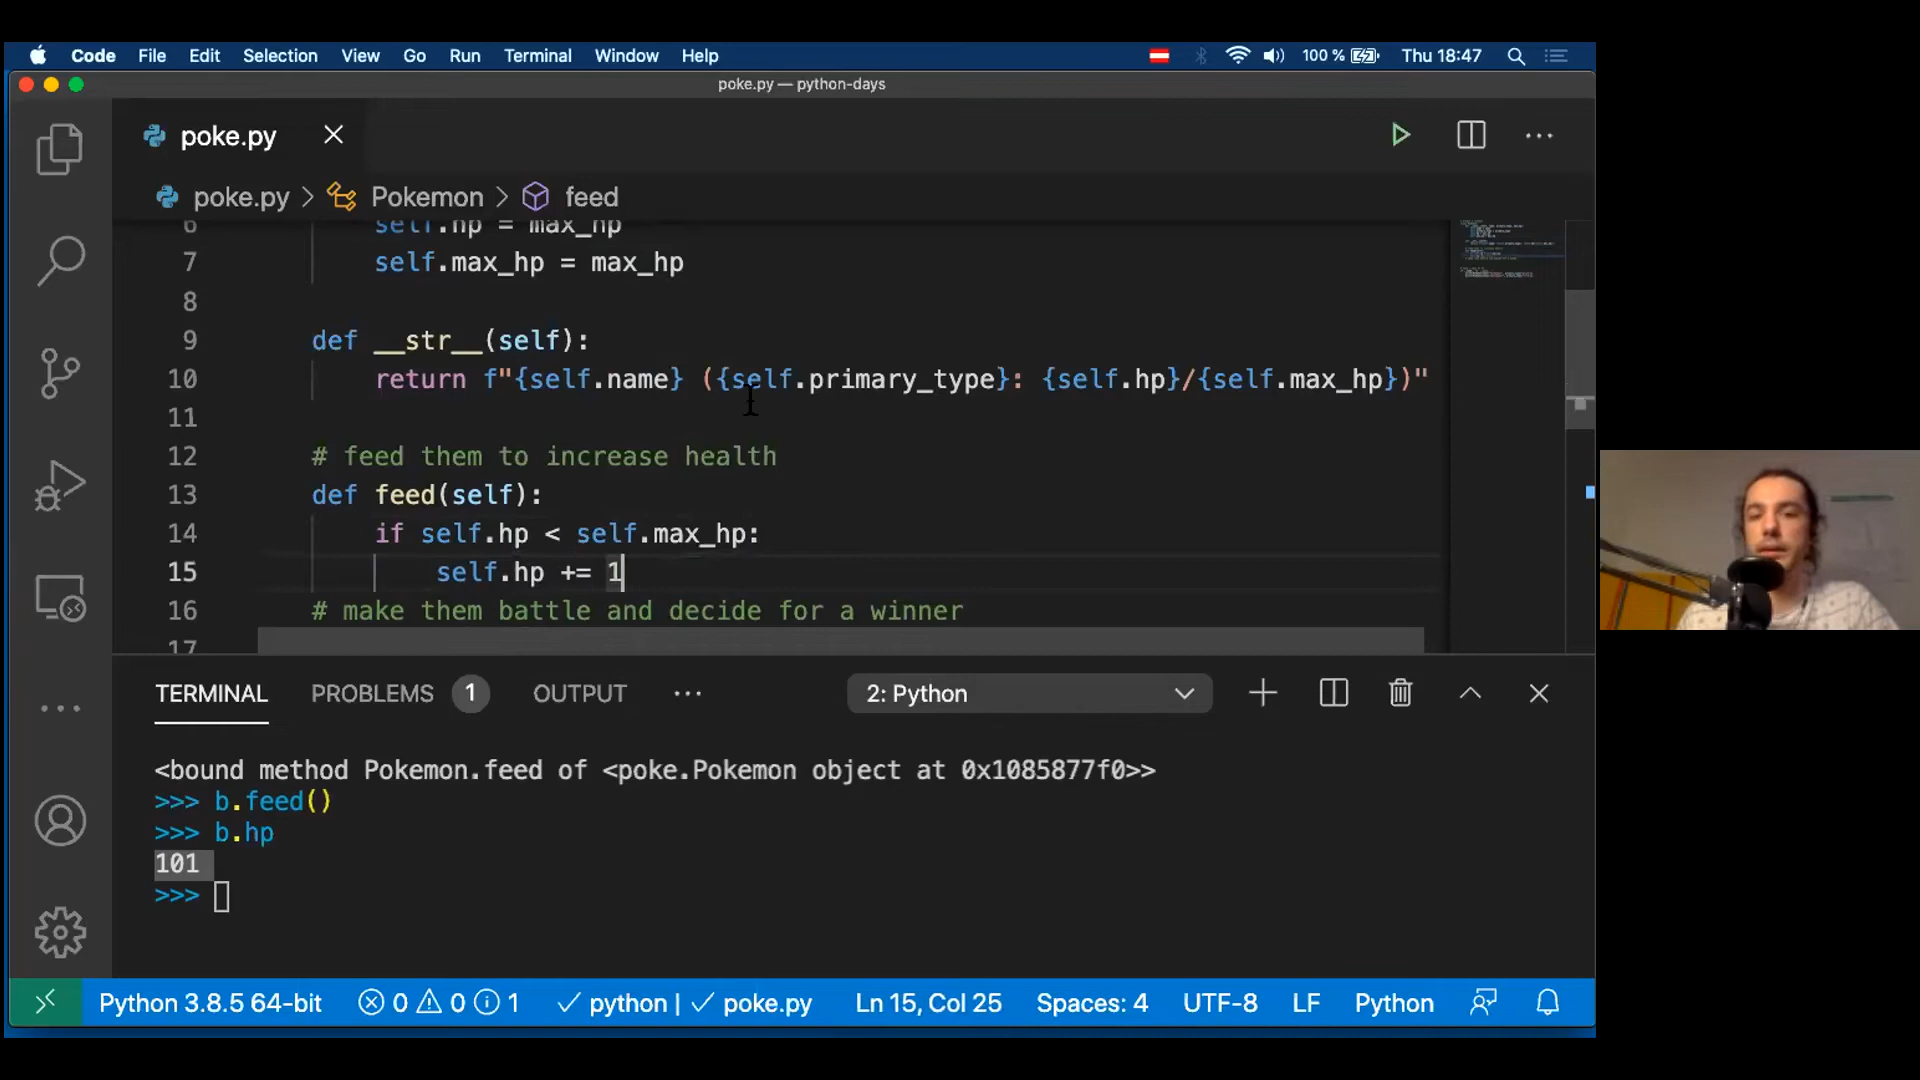 Code File Edit Selection View Go Run Terminal Window Help 100 % Thu 18:47
poke.py — python-days
poke.py
poke.py > Pokemon > feed
6 self.hp = max_hp
7 self.max_hp = max_hp
8
9 def __str__(self):
10 return f"{self.name} ({self.primary_type}: {self.hp}/{self.max_hp})"
11
12 # feed them to increase health
13 def feed(self):
14 if self.hp < self.max_hp:
15 self.hp += 1
16 # make them battle and decide for a winner
17
TERMINAL PROBLEMS 1 OUTPUT ... 2: Python
<bound method Pokemon.feed of <poke.Pokemon object at 0x1085877f0>>
>>> b.feed()
>>> b.hp
101
>>>
Python 3.8.5 64-bit 0 0 1 ✓ python | ✓ poke.py Ln 15, Col 25 Spaces: 4 UTF-8 LF Python